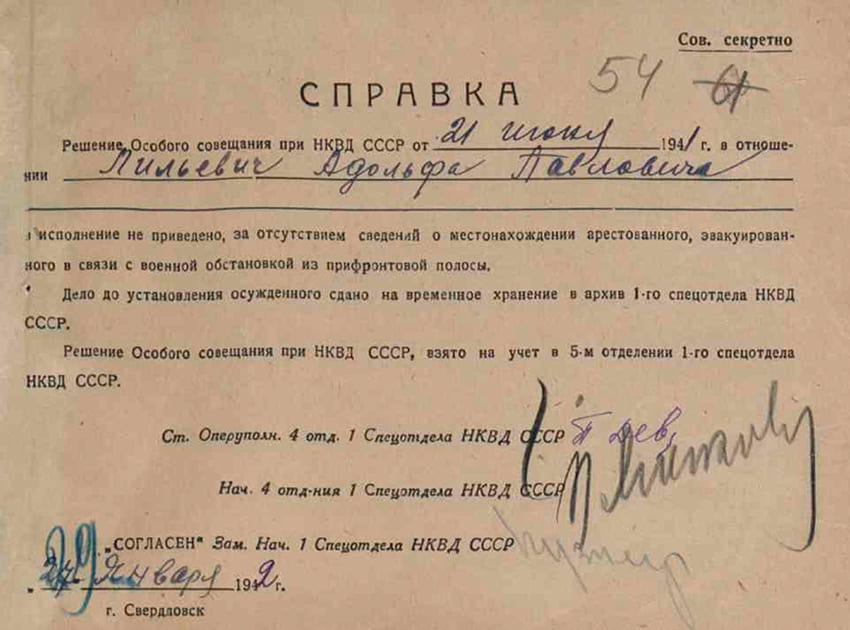 Сов. секретно
54 61
СПРАВКА
Решение Особого совещания при НКВД СССР от 21 июня 1941 г. в отноше-
нии Лильевич Адольфа Павловича
в исполнение не приведено, за отсутствием сведений о местонахождении арестованного, эвакуирован-
ного в связи с военной обстановкой из прифронтовой полосы.
Дело до установления осужденного сдано на временное хранение в архив 1-го спецотдела НКВД
СССР.
Решение Особого совещания при НКВД СССР, взято на учет в 5-м отделении 1-го спецотдела
НКВД СССР.
Ст. Оперуполн. 4 отд. 1 Спецотдела НКВД СССР
Нач. 4 отд-ния 1 Спецотдела НКВД СССР
„СОГЛАСЕН" Зам. Нач. 1 Спецотдела НКВД СССР
" января 1942 г.
г. Свердловск